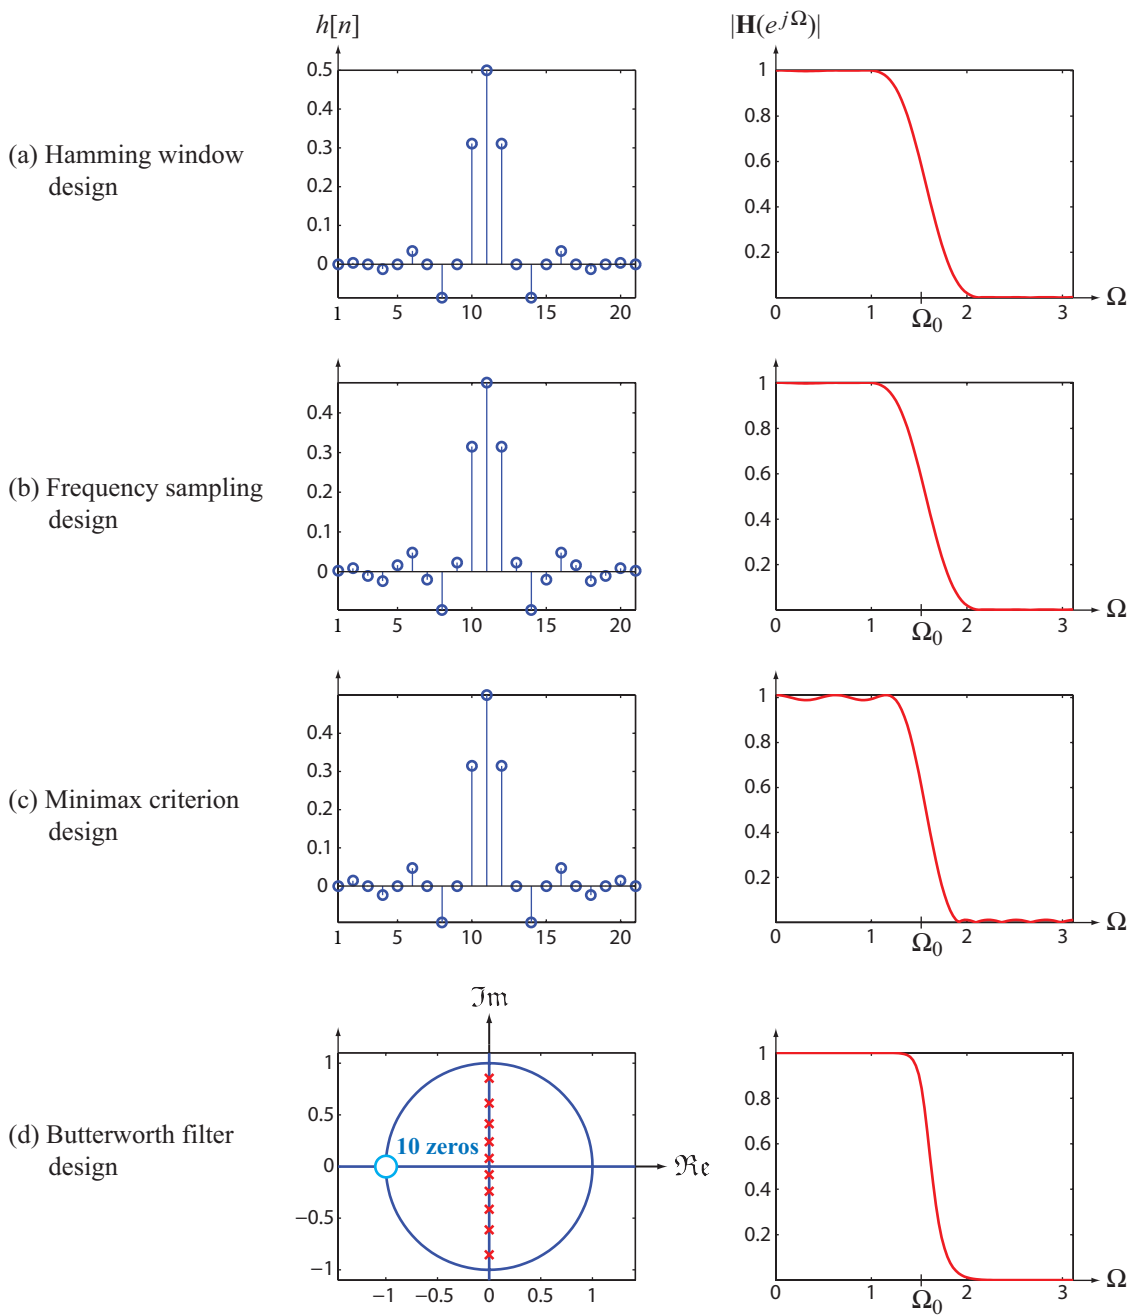 h[n]
|H(e^{jΩ})|
(a) Hamming window
design
0.5
0.4
0.3
0.2
0.1
0
1 5 10 15 20
1
0.8
0.6
0.4
0.2
0 1 Ω₀ 2 3 Ω
(b) Frequency sampling
design
0.4
0.3
0.2
0.1
0
1 5 10 15 20
1
0.8
0.6
0.4
0.2
0 1 Ω₀ 2 3 Ω
(c) Minimax criterion
design
0.4
0.3
0.2
0.1
0
1 5 10 15 20
1
0.8
0.6
0.4
0.2
0 1 Ω₀ 2 3 Ω
(d) Butterworth filter
design
ℑm
1
0.5
0
−0.5
−1
10 zeros
ℜe
−1 −0.5 0 0.5 1
1
0.8
0.6
0.4
0.2
0 1 Ω₀ 2 3 Ω